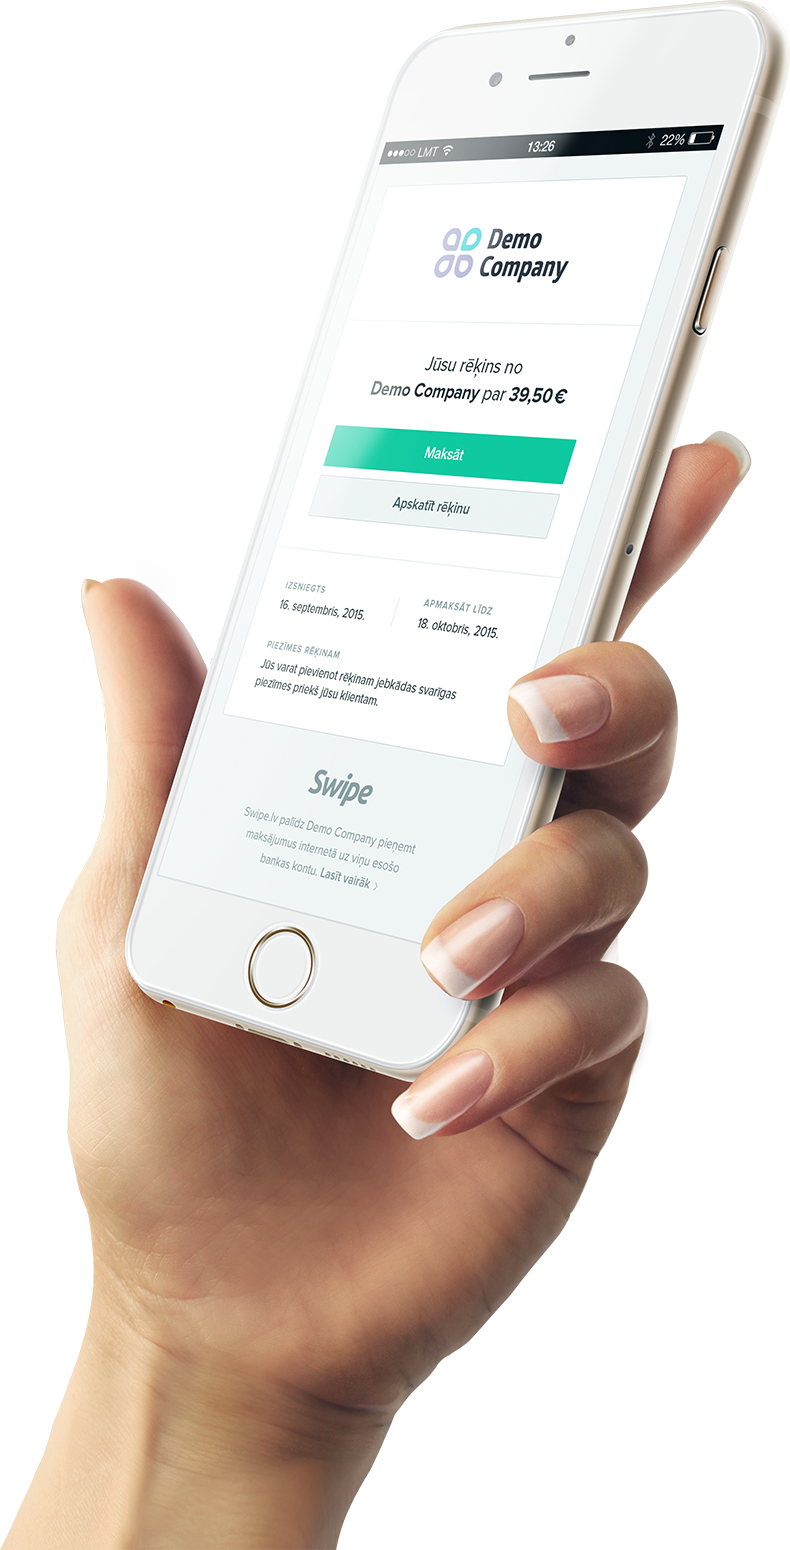 LMT 13:26 22%
Demo
Company
Jūsu rēķins no
Demo Company par 39,50 €
Maksāt
Apskatīt rēķinu
IZSNIEGTS
16. septembris, 2015.
APMAKSĀT LĪDZ
18. oktobris, 2015.
PIEZĪMES RĒĶINAM
Jūs varat pievienot rēķinam jebkādas svarīgas
piezīmes priekš jūsu klientam.
Swipe
Swipe.lv palīdz Demo Company pieņemt
maksājumus internetā uz viņu esošo
bankas kontu. Lasīt vairāk >